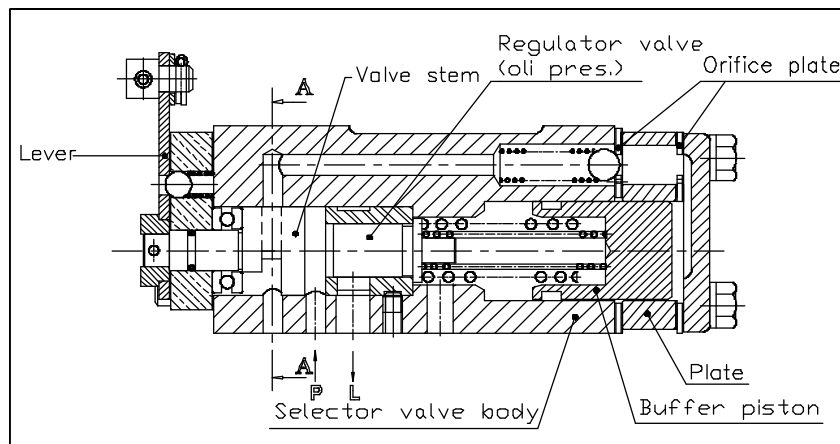 Regulator valve
(oli pres.)
Orifice plate
Valve stem
A
Lever
A
P
L
Plate
Selector valve body
Buffer piston